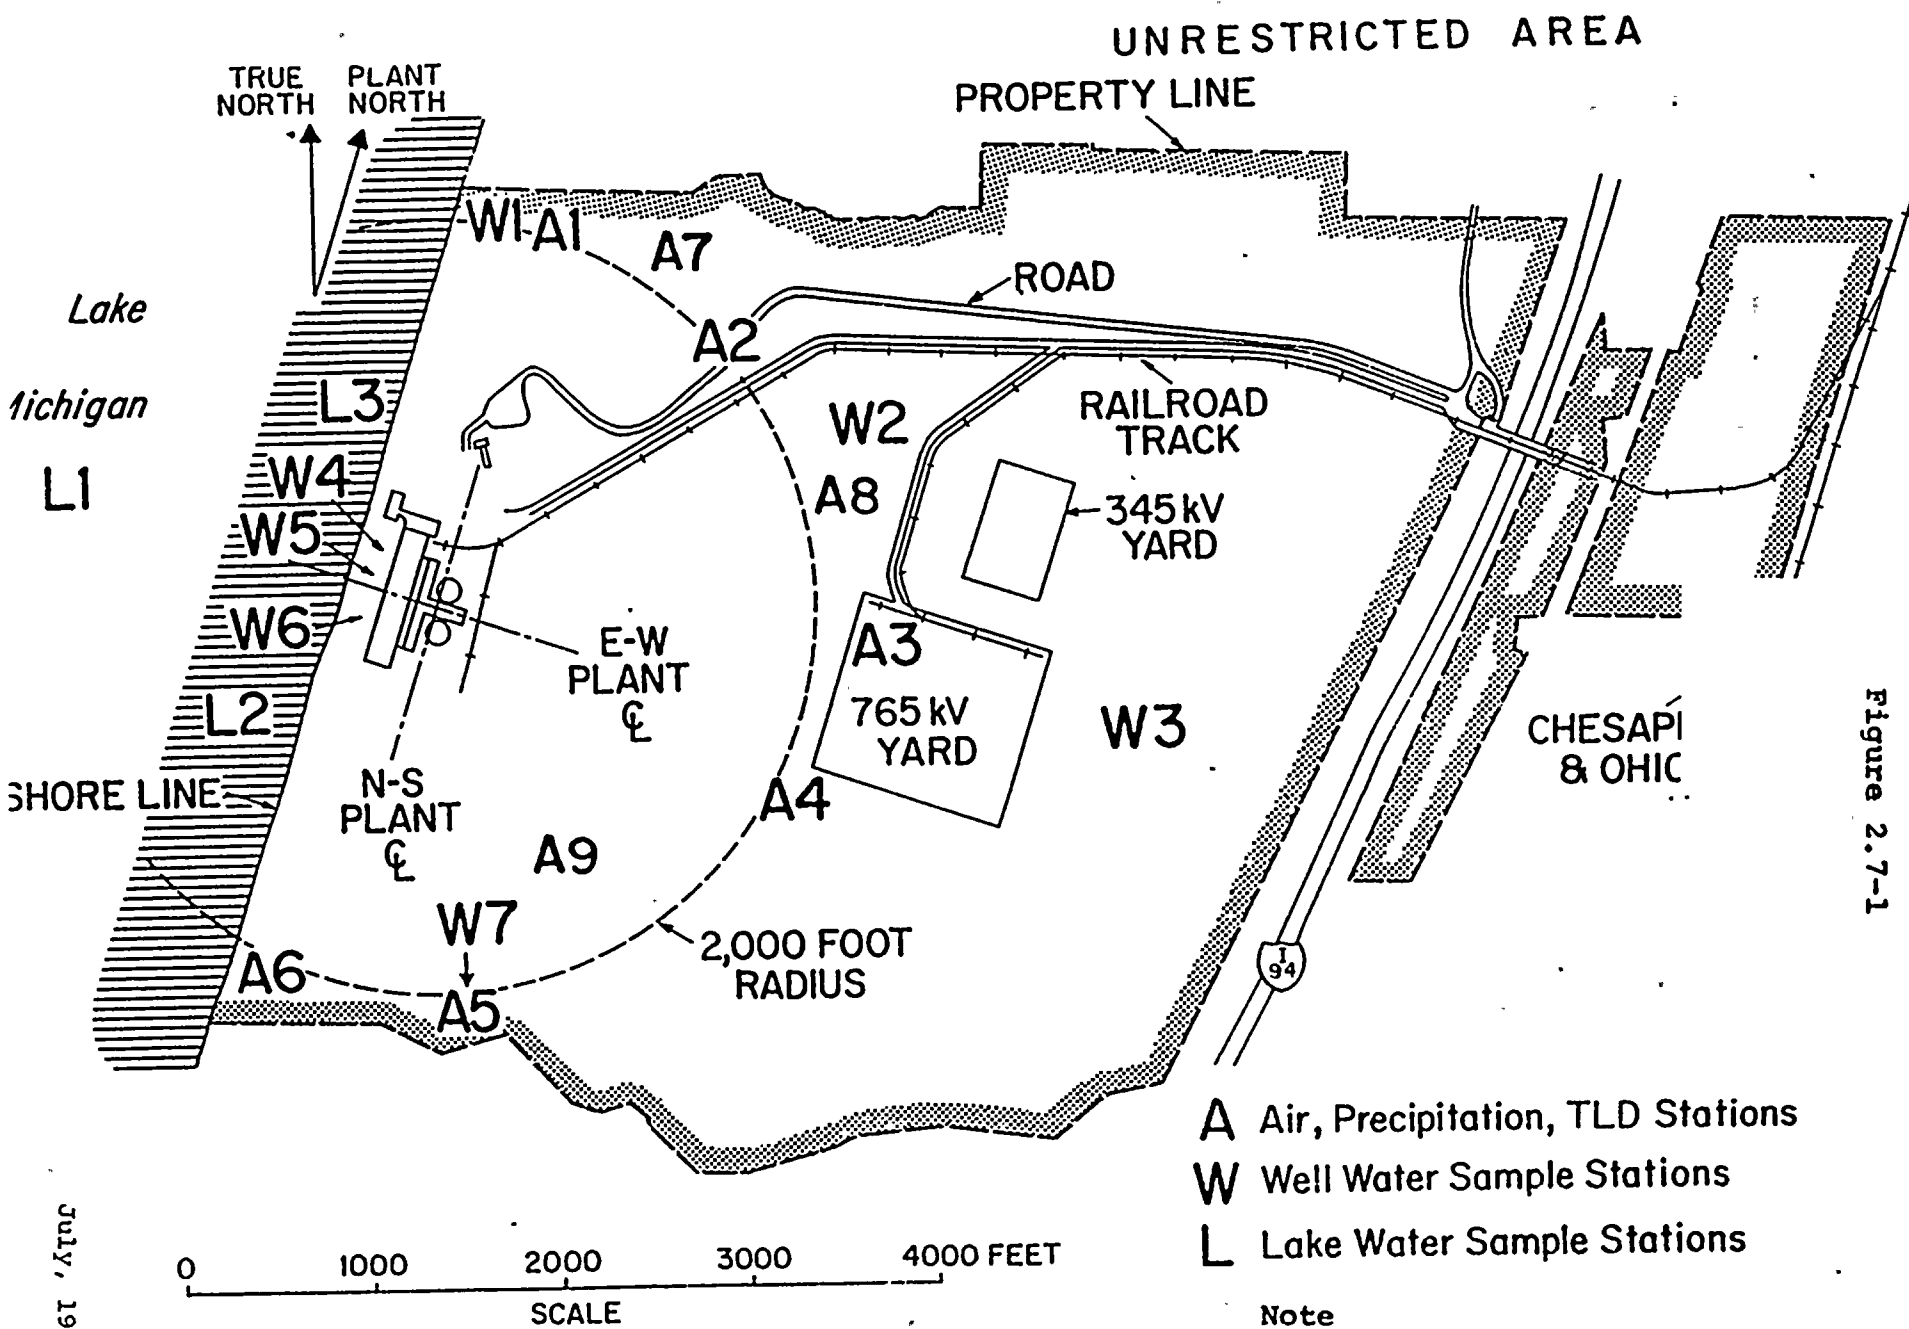 UNRESTRICTED AREA
PROPERTY LINE
TRUE NORTH
PLANT NORTH
W1
A1
A7
ROAD
Lake
Michigan
A2
L3
W2
RAILROAD
TRACK
L1
W4
A8
345 kV
YARD
W5
W6
E-W
PLANT
℄
A3
L2
765 kV
YARD
W3
CHESAP
& OHI
Figure 2.7-1
SHORE LINE
N-S
PLANT
℄
A4
A9
W7
2,000 FOOT
RADIUS
A6
A5
I
94
A Air, Precipitation, TLD Stations
W Well Water Sample Stations
L Lake Water Sample Stations
0 1000 2000 3000 4000 FEET
SCALE
Note
July, 19